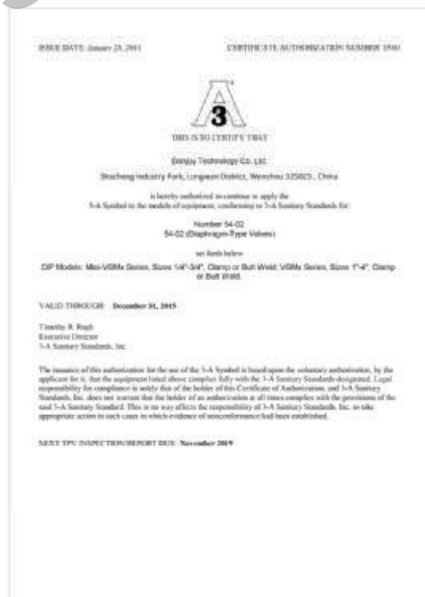 ISSUE DATE: January 25,
CERTIFICATE AUTHORIZATION NUMBER
A
3
THIS IS TO CERTIFY THAT
Donjoy Technology Co. Ltd
Industry Park, Longwan District, Wenzhou 325025 , China
is hereby authorized to continue to apply the
3-A Symbol to the models of equipment, conforming to 3-A Sanitary Standards for:
Number 54-02
54-02 (Diaphragm-Type Valves)
set forth below
CIP Models: Series, Sizes 1/4"-3/4", Clamp or Butt Weld; Series, Sizes 1"-4", Clamp
or Butt Weld.
VALID THROUGH: December 31, 2015
Timothy R. Rugh
Executive Director
3-A Sanitary Standards, Inc.
The issuance of this authorization for the use of the 3-A Symbol is based upon the voluntary authorization, by the
applicant for it, that the equipment listed above complies fully with the 3-A Sanitary Standards designated. Legal
responsibility for compliance is solely that of the holder of this Certificate of Authorization, and 3-A Sanitary
Standards, Inc. does not warrant that the holder of an authorization at all times complies with the provisions of the
said 3-A Sanitary Standard. This in no way affects the responsibility of 3-A Sanitary Standards, Inc. to take
appropriate action in such cases in which evidence of nonconformance had been established.
NEXT TPV INSPECTION/REPORT DUE: November 2019